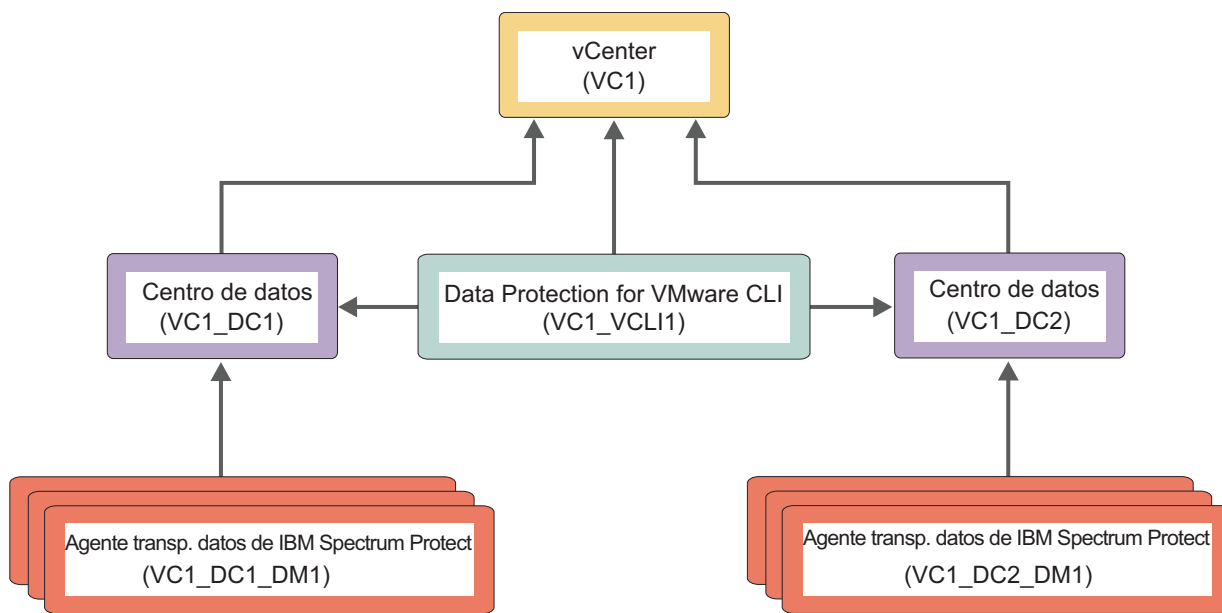 vCenter
(VC1)
Centro de datos
(VC1_DC1)
Data Protection for VMware CLI
(VC1_VCLI1)
Centro de datos
(VC1_DC2)
Agente transp. datos de IBM Spectrum Protect
(VC1_DC1_DM1)
Agente transp. datos de IBM Spectrum Protect
(VC1_DC2_DM1)